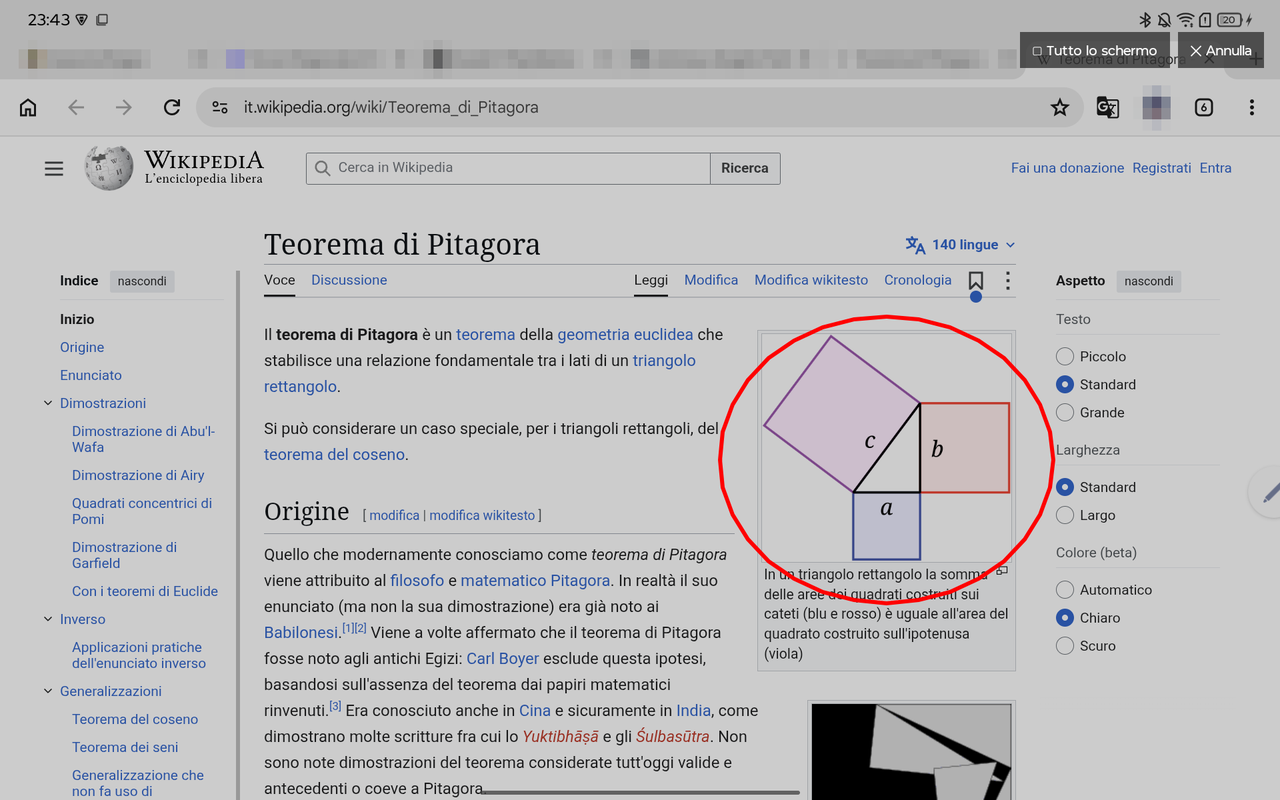 23:43
20
Tutto lo schermo
Annulla
Teorema di Pitagora
it.wikipedia.org/wiki/Teorema_di_Pitagora
6
WIKIPEDIA
L'enciclopedia libera
Cerca in Wikipedia
Ricerca
Fai una donazione Registrati Entra
Teorema di Pitagora
140 lingue
Voce Discussione
Leggi Modifica Modifica wikitesto Cronologia
Indice nascondi
Inizio
Origine
Enunciato
Dimostrazioni
Dimostrazione di Abu'l-
Wafa
Dimostrazione di Airy
Quadrati concentrici di
Pomi
Dimostrazione di
Garfield
Con i teoremi di Euclide
Inverso
Applicazioni pratiche
dell'enunciato inverso
Generalizzazioni
Teorema del coseno
Teorema dei seni
Generalizzazione che
non fa uso di
Il teorema di Pitagora è un teorema della geometria euclidea che
stabilisce una relazione fondamentale tra i lati di un triangolo
rettangolo.
Si può considerare un caso speciale, per i triangoli rettangoli, del
teorema del coseno.
Origine [ modifica | modifica wikitesto ]
Quello che modernamente conosciamo come teorema di Pitagora
viene attribuito al filosofo e matematico Pitagora. In realtà il suo
enunciato (ma non la sua dimostrazione) era già noto ai
Babilonesi.[1][2] Viene a volte affermato che il teorema di Pitagora
fosse noto agli antichi Egizi: Carl Boyer esclude questa ipotesi,
basandosi sull'assenza del teorema dai papiri matematici
rinvenuti.[3] Era conosciuto anche in Cina e sicuramente in India, come
dimostrano molte scritture fra cui lo Yuktibhāṣā e gli Śulbasūtra. Non
sono note dimostrazioni del teorema considerate tutt'oggi valide e
antecedenti o coeve a Pitagora.
c
b
a
In un triangolo rettangolo la somma
delle aree dei quadrati costruiti sui
cateti (blu e rosso) è uguale all'area del
quadrato costruito sull'ipotenusa
(viola)
Aspetto nascondi
Testo
Piccolo
Standard
Grande
Larghezza
Standard
Largo
Colore (beta)
Automatico
Chiaro
Scuro